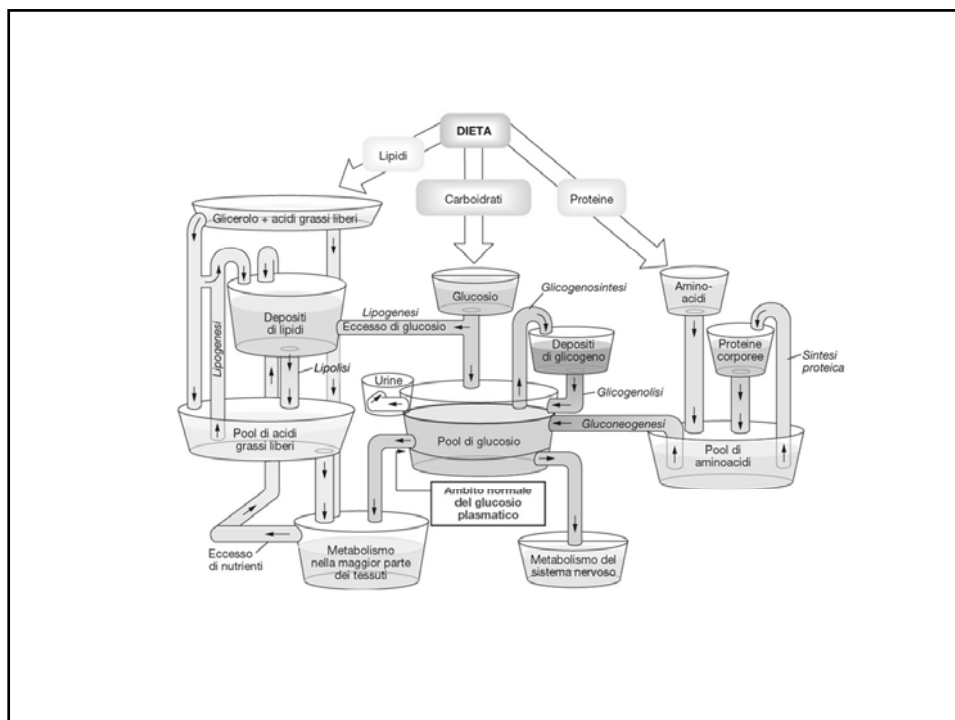 DIETA
Lipidi
Carboidrati
Proteine
Glicerolo + acidi grassi liberi
Glucosio
Glicogenosintesi
Amino-
acidi
Depositi
di lipidi
Lipogenesi
Eccesso di glucosio
Depositi
di glicogeno
Proteine
corporee
Sintesi
proteica
Lipogenesi
Lipolisi
Urine
Glicogenolisi
Gluconeogenesi
Pool di acidi
grassi liberi
Pool di glucosio
Pool di
aminoacidi
Ambito normale
del glucosio
plasmatico
Eccesso
di nutrienti
Metabolismo
nella maggior parte
dei tessuti
Metabolismo del
sistema nervoso